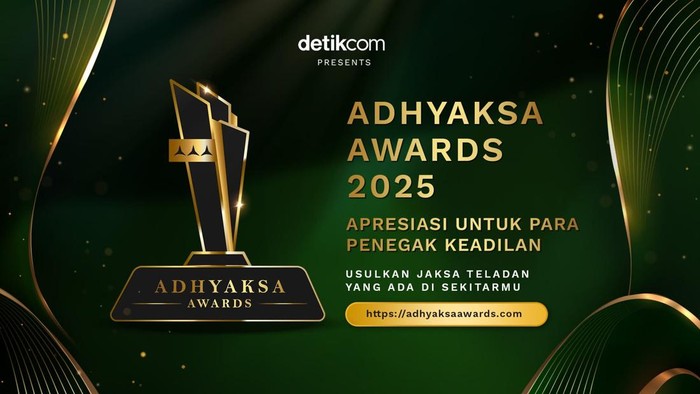 detikcom
PRESENTS
ADHYAKSA
AWARDS
2025
APRESIASI UNTUK PARA
PENEGAK KEADILAN
USULKAN JAKSA TELADAN
YANG ADA DI SEKITARMU
https://adhyaksaawards.com
ADHYAKSA
AWARDS